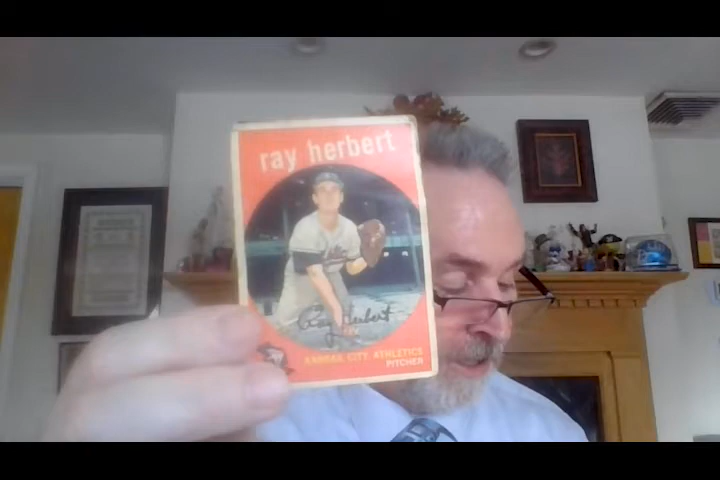 ray herbert
Ray Herbert
KANSAS CITY ATHLETICS
PITCHER